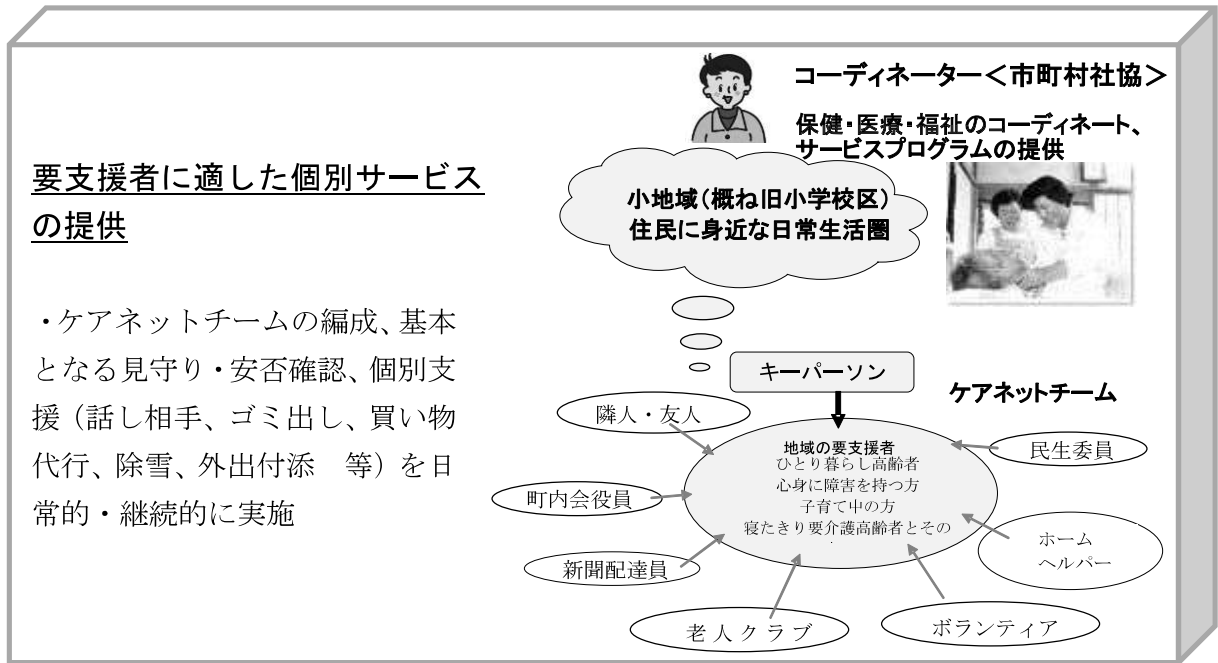 要支援者に適した個別サービス
の提供
・ケアネットチームの編成、基本
となる見守り・安否確認、個別支
援（話し相手、ゴミ出し、買い物
代行、除雪、外出付添　等）を日
常的・継続的に実施
コーディネーター＜市町村社協＞
保健・医療・福祉のコーディネート、
サービスプログラムの提供
小地域（概ね旧小学校区）
住民に身近な日常生活圏
キーパーソン
ケアネットチーム
隣人・友人
町内会役員
新聞配達員
老人クラブ
ボランティア
ホーム
ヘルパー
民生委員
地域の要支援者
ひとり暮らし高齢者
心身に障害を持つ方
子育て中の方
寝たきり要介護高齢者とその